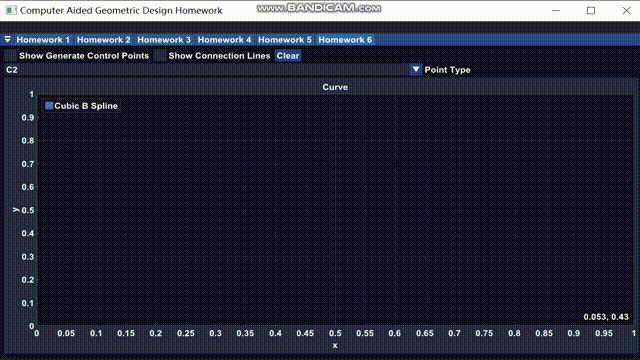 Computer Aided Geometric Design Homework
www.BANDICAM.com
Homework 1 Homework 2 Homework 3 Homework 4 Homework 5 Homework 6
Show Generate Control Points Show Connection Lines Clear
C2 Point Type
Curve
1
Cubic B Spline
0.9
0.8
0.7
0.6
y 0.5
0.4
0.3
0.2
0.1
0.053, 0.43
0
0 0.05 0.1 0.15 0.2 0.25 0.3 0.35 0.4 0.45 0.5 0.55 0.6 0.65 0.7 0.75 0.8 0.85 0.9 0.95 1
x